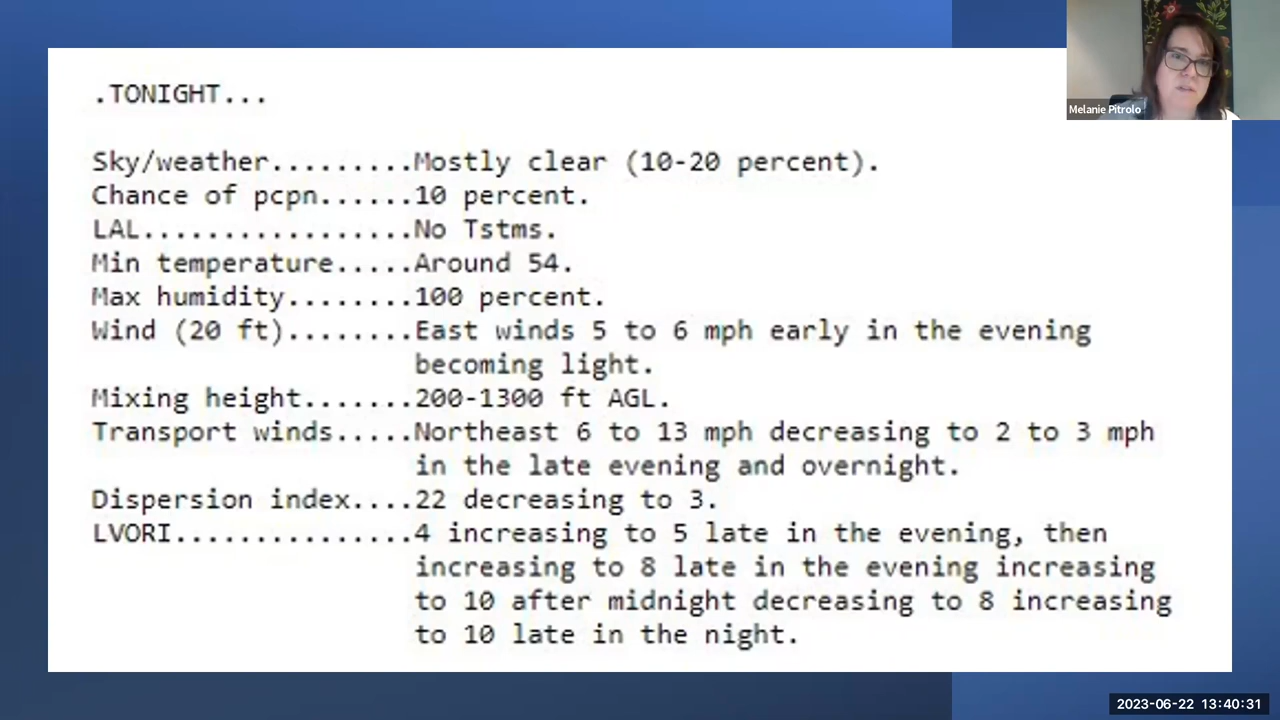 .TONIGHT...
Melanie Pitrolo
Sky/weather.........Mostly clear (10-20 percent).
Chance of pcpn......10 percent.
LAL.................No Tstms.
Min temperature.....Around 54.
Max humidity........100 percent.
Wind (20 ft)........East winds 5 to 6 mph early in the evening
becoming light.
Mixing height.......200-1300 ft AGL.
Transport winds.....Northeast 6 to 13 mph decreasing to 2 to 3 mph
in the late evening and overnight.
Dispersion index....22 decreasing to 3.
LVORI...............4 increasing to 5 late in the evening, then
increasing to 8 late in the evening increasing
to 10 after midnight decreasing to 8 increasing
to 10 late in the night.
2023-06-22 13:40:31